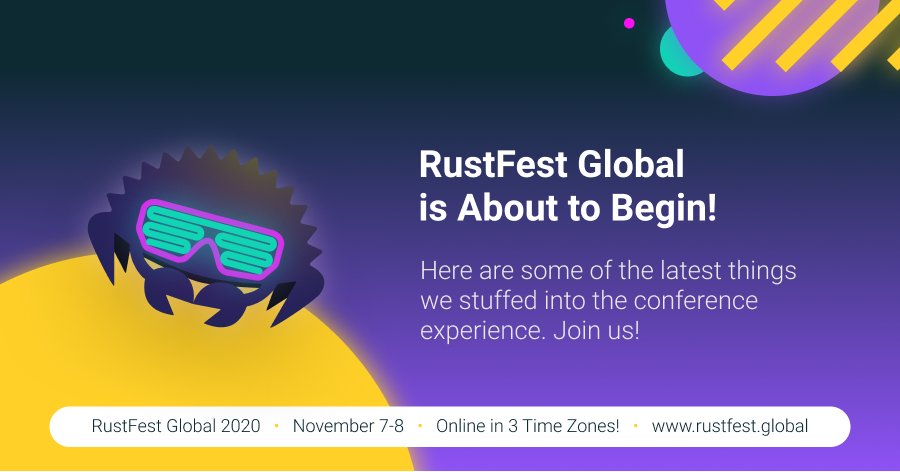 RustFest Global
is About to Begin!
Here are some of the latest things
we stuffed into the conference
experience. Join us!
RustFest Global 2020 • November 7-8 • Online in 3 Time Zones! • www.rustfest.global